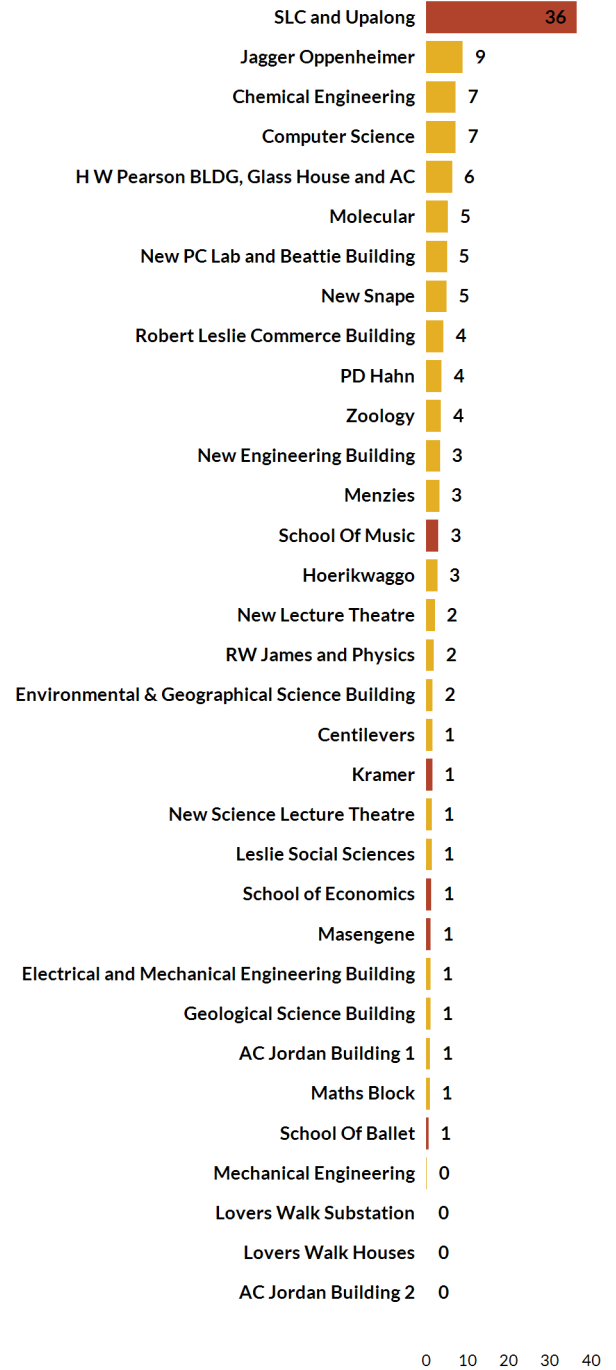 SLC and Upalong 36
Jagger Oppenheimer 9
Chemical Engineering 7
Computer Science 7
H W Pearson BLDG, Glass House and AC 6
Molecular 5
New PC Lab and Beattie Building 5
New Snape 5
Robert Leslie Commerce Building 4
PD Hahn 4
Zoology 4
New Engineering Building 3
Menzies 3
School Of Music 3
Hoerikwaggo 3
New Lecture Theatre 2
RW James and Physics 2
Environmental & Geographical Science Building 2
Centilevers 1
Kramer 1
New Science Lecture Theatre 1
Leslie Social Sciences 1
School of Economics 1
Masengene 1
Electrical and Mechanical Engineering Building 1
Geological Science Building 1
AC Jordan Building 1 1
Maths Block 1
School Of Ballet 1
Mechanical Engineering 0
Lovers Walk Substation 0
Lovers Walk Houses 0
AC Jordan Building 2 0
0 10 20 30 40